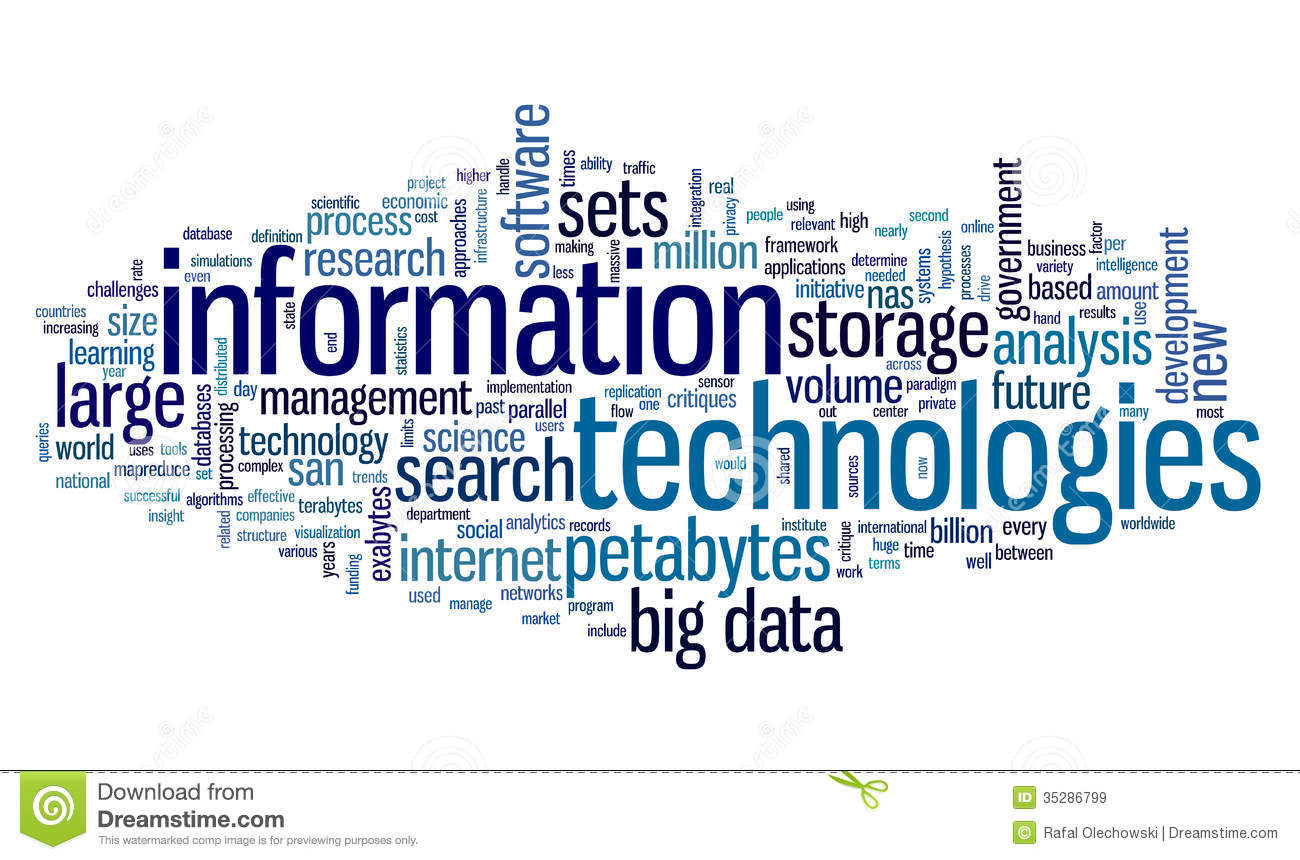 software
times
ability
traffic
handle
higher
project
sets
integration
real
government
scientific
economic
infrastructure
privacy
people
using
process
cost
approaches
relevant
high
second
nearly
online
factor
database
definition
research
making
massive
million
framework
determine
systems
hypothesis
processes
business
per
development
rate
simulations
even
less
applications
needed
drive
variety
intelligence
challenges
information
initiative
nas
based
amount
countries
increasing
size
state
end
statistics
storage
hand
results
use
learning
analysis
new
year
distributed
across
large
day
management
implementation
replication
sensor
volume
paradigm
future
databases
processing
past
parallel
flow
one
critiques
out
center
private
technologies
many
most
queries
world
uses
tools
technology
limits
science
users
national
mapreduce
set
complex
san
trends
search
would
shared
sources
now
successful
algorithms
effective
terabytes
exabytes
department
insight
related
companies
social
analytics
records
institute
critique
international
billion
every
worldwide
structure
visualization
various
years
funding
internet
petabytes
huge
time
terms
well
between
work
used
manage
networks
program
market
include
big data
dreamstime
dreamstime
dreamstime
dreamstime
Download from
Dreamstime.com
This watermarked comp image is for previewing purposes only.
ID 35286799
© Rafal Olechowski | Dreamstime.com